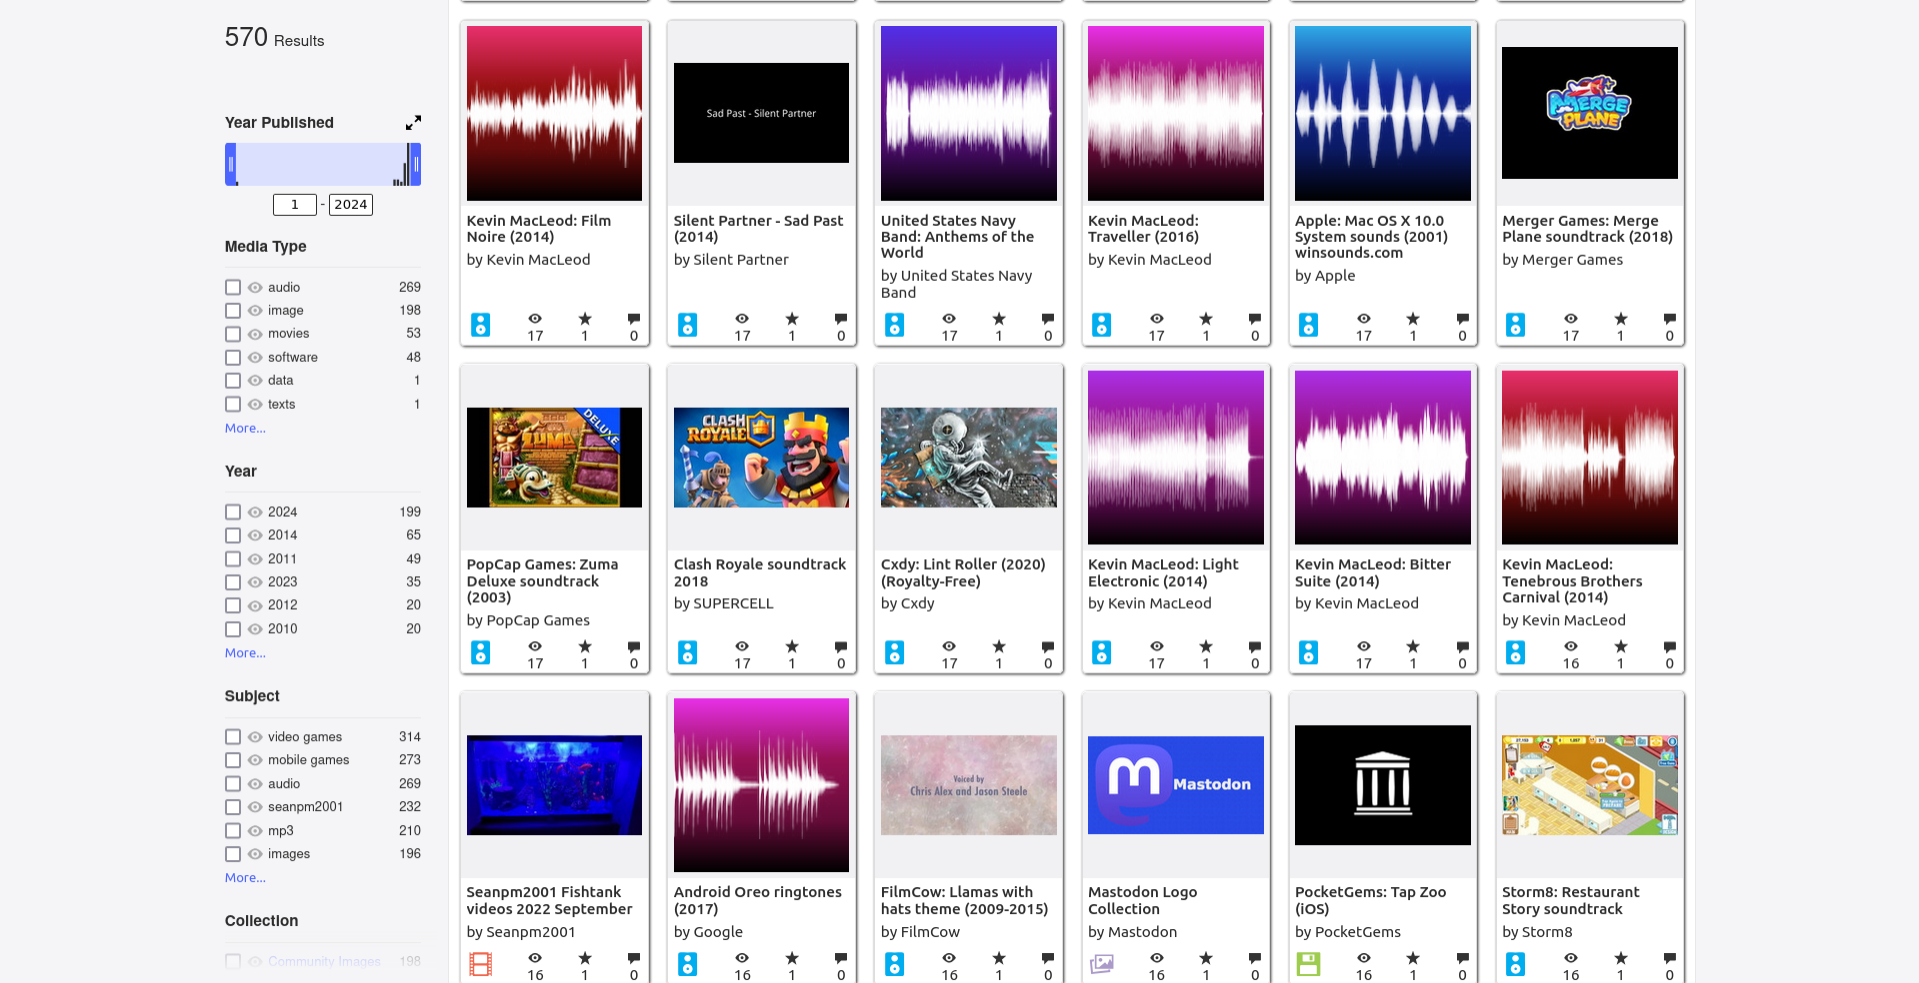 570 Results
Year Published
1 - 2024
Media Type
audio 269
image 198
movies 53
software 48
data 1
texts 1
More...
Year
2024 199
2014 65
2011 49
2023 35
2012 20
2010 20
More...
Subject
video games 314
mobile games 273
audio 269
seanpm2001 232
mp3 210
images 196
More...
Collection
Community Images 198
Kevin MacLeod: Film
Noire (2014)
by Kevin MacLeod
17 1 0
Sad Past - Silent Partner
Silent Partner - Sad Past
(2014)
by Silent Partner
17 1 0
United States Navy
Band: Anthems of the
World
by United States Navy
Band
17 1 0
Kevin MacLeod:
Traveller (2016)
by Kevin MacLeod
17 1 0
Apple: Mac OS X 10.0
System sounds (2001)
winsounds.com
by Apple
17 1 0
MERGE
PLANE
Merger Games: Merge
Plane soundtrack (2018)
by Merger Games
17 1 0
DELUXE
ZUMA
PopCap Games: Zuma
Deluxe soundtrack
(2003)
by PopCap Games
17 1 0
CLASH
ROYALE
Clash Royale soundtrack
2018
by SUPERCELL
17 1 0
Cxdy: Lint Roller (2020)
(Royalty-Free)
by Cxdy
17 1 0
Kevin MacLeod: Light
Electronic (2014)
by Kevin MacLeod
17 1 0
Kevin MacLeod: Bitter
Suite (2014)
by Kevin MacLeod
17 1 0
Kevin MacLeod:
Tenebrous Brothers
Carnival (2014)
by Kevin MacLeod
16 1 0
Seanpm2001 Fishtank
videos 2022 September
by Seanpm2001
16 1 0
Android Oreo ringtones
(2017)
by Google
16 1 0
Voiced by
Chris Alex and Jason Steele
FilmCow: Llamas with
hats theme (2009-2015)
by FilmCow
16 1 0
m Mastodon
Mastodon Logo
Collection
by Mastodon
16 1 0
PocketGems: Tap Zoo
(iOS)
by PocketGems
16 1 0
Storm8: Restaurant
Story soundtrack
by Storm8
16 1 0